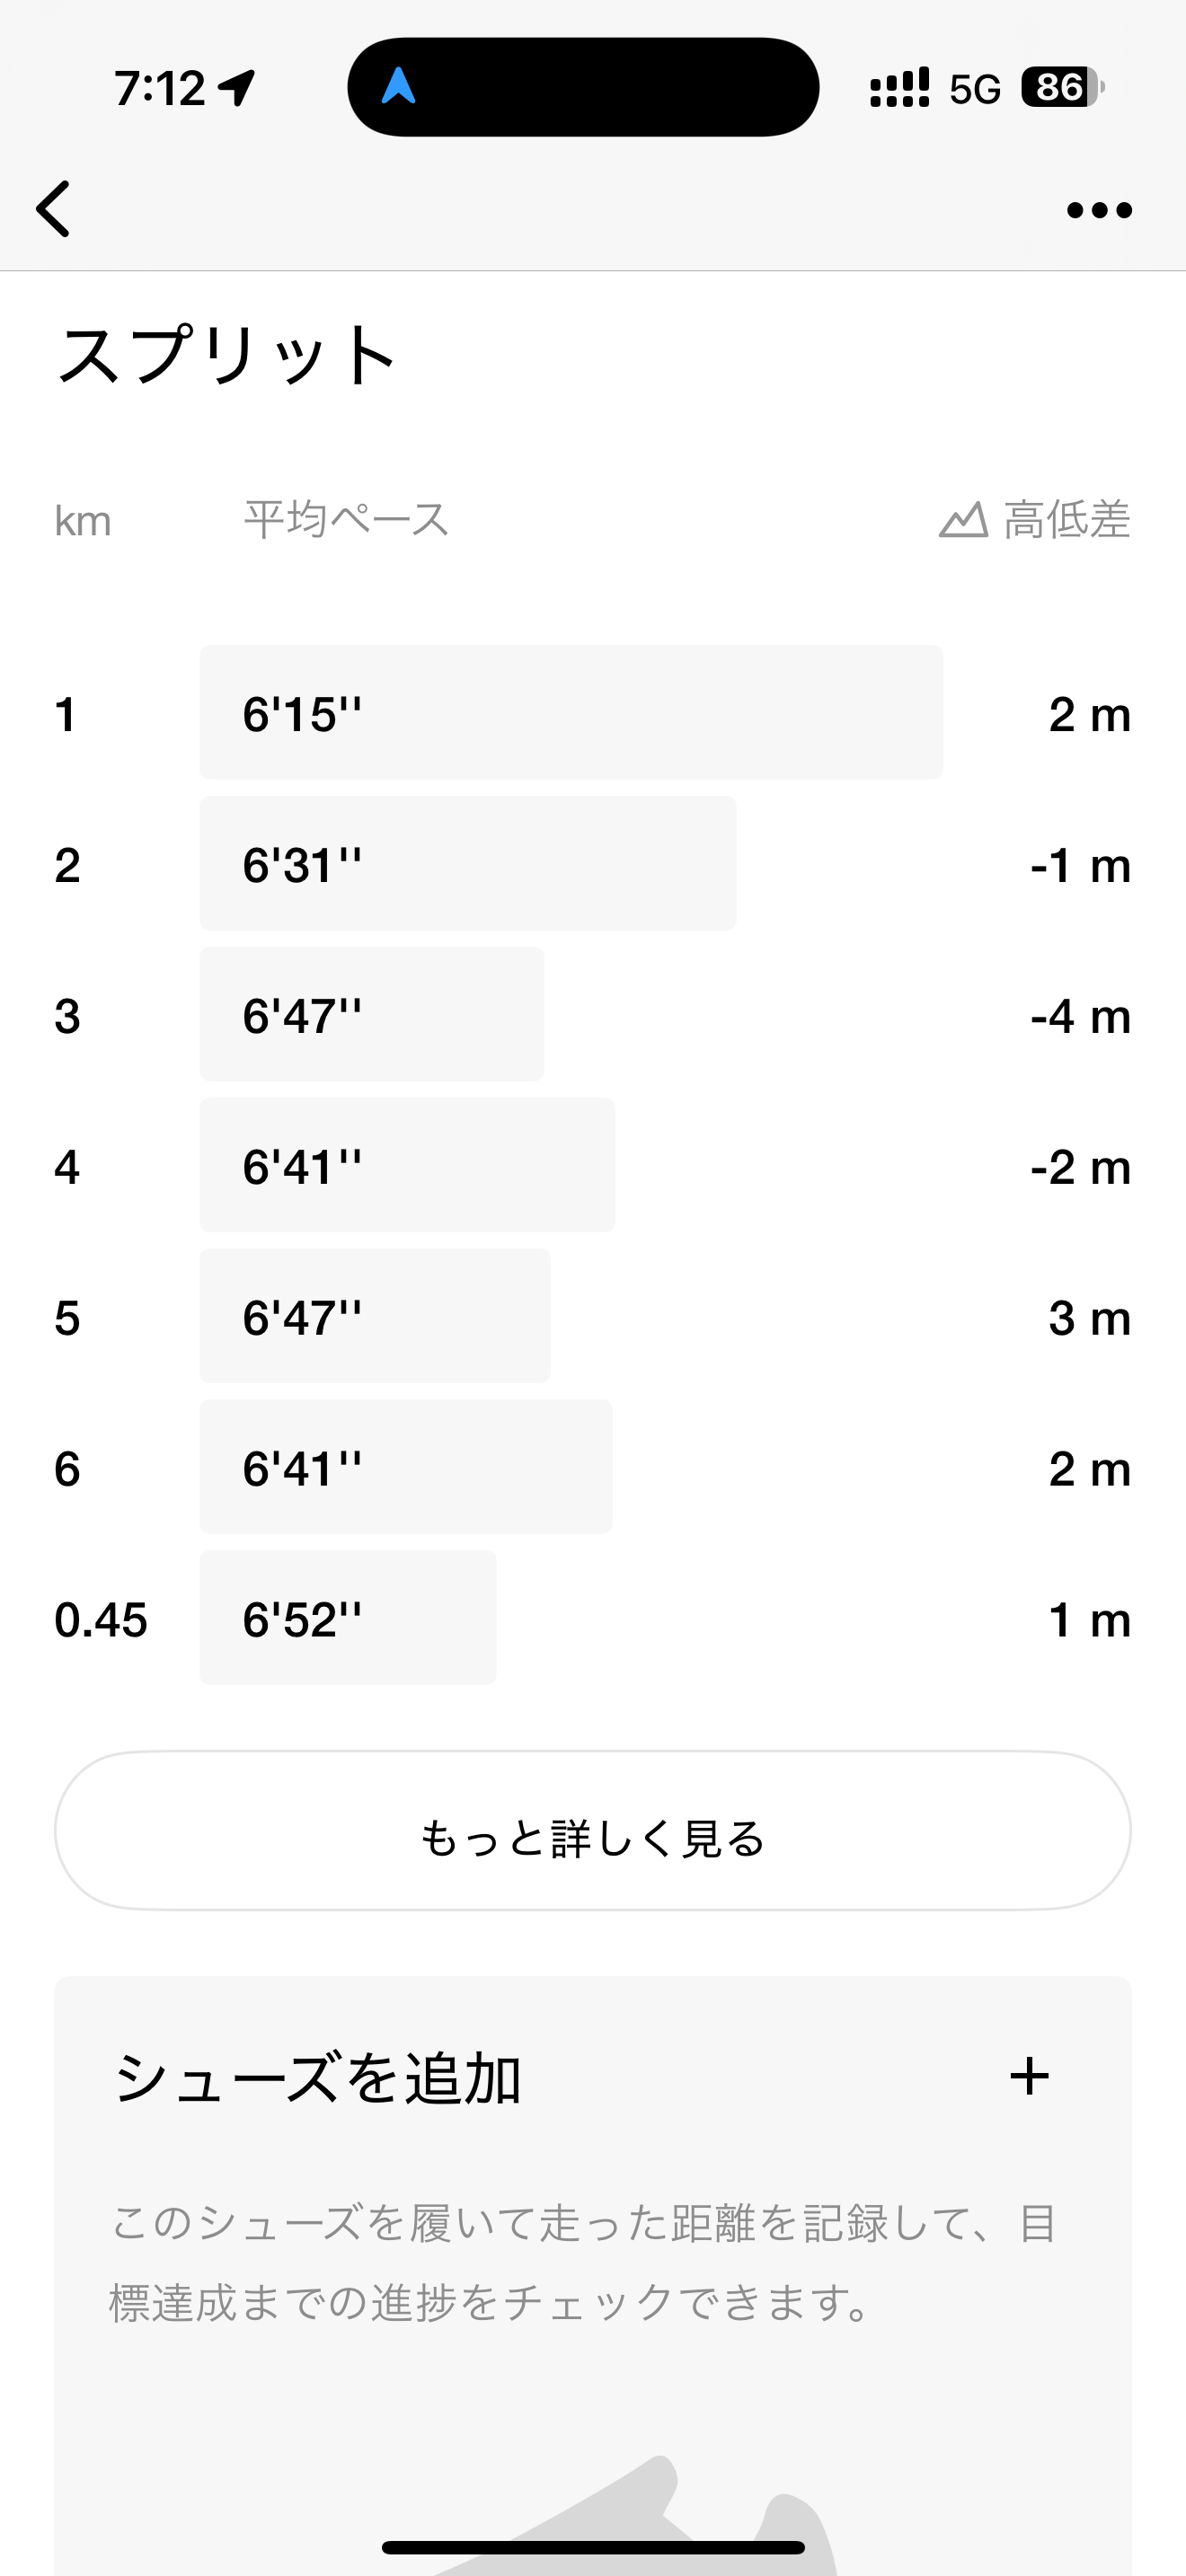 7:12 5G 86
スプリット
km 平均ペース 高低差
1 6'15'' 2 m
2 6'31'' -1 m
3 6'47'' -4 m
4 6'41'' -2 m
5 6'47'' 3 m
6 6'41'' 2 m
0.45 6'52'' 1 m
もっと詳しく見る
シューズを追加 +
このシューズを履いて走った距離を記録して、目
標達成までの進捗をチェックできます。